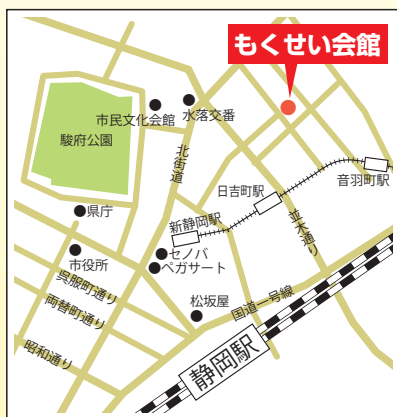 もくせい会館
市民文化会館
水落交番
駿府公園
北街道
音羽町駅
日吉町駅
県庁
新静岡駅
並木通り
セノバ
市役所
ペガサート
呉服町通り
両替町通り
松坂屋
国道一号線
昭和通り
静岡駅